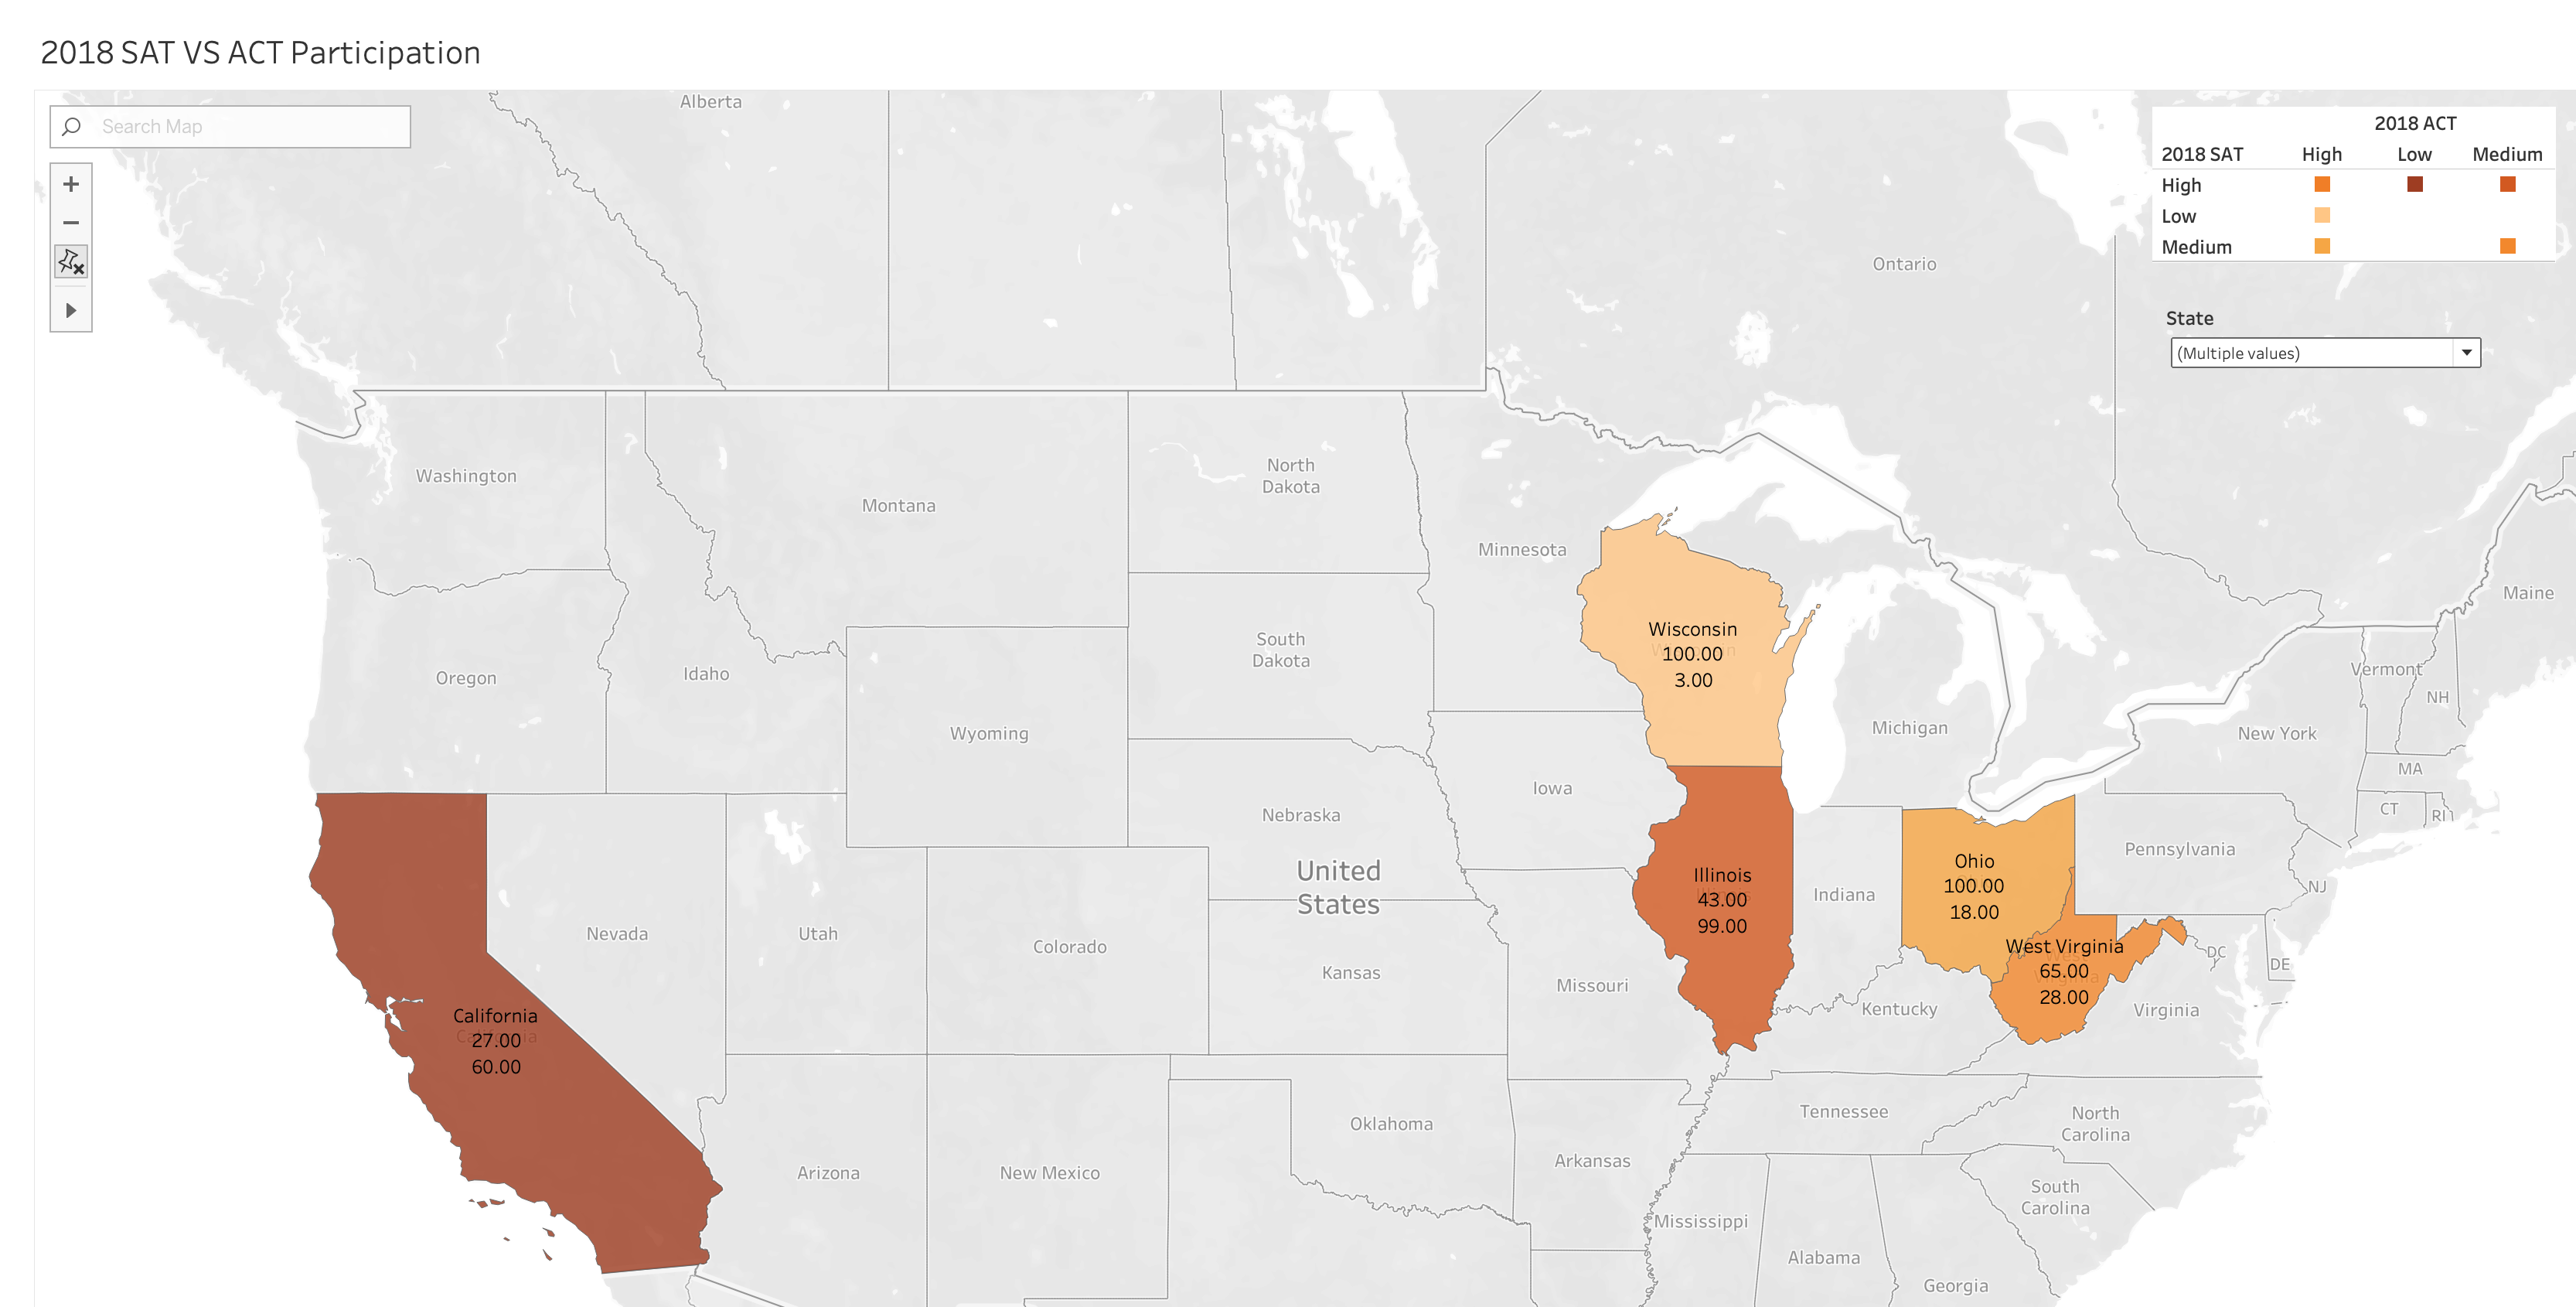 2018 SAT VS ACT Participation
Search Map
2018 ACT
2018 SAT High Low Medium
High
Low
Medium
State
(Multiple values)
Alberta
Ontario
Washington
Montana
North
Dakota
Minnesota
Maine
Oregon
Idaho
South
Dakota
Wisconsin
100.00
3.00
Michigan
Vermont
NH
New York
MA
CT
RI
Wyoming
Iowa
Nebraska
United
States
Illinois
43.00
99.00
Indiana
Ohio
100.00
18.00
Pennsylvania
NJ
Nevada
Utah
Colorado
Kansas
Missouri
West Virginia
65.00
28.00
DC
DE
Kentucky
Virginia
California
27.00
60.00
Arizona
New Mexico
Oklahoma
Arkansas
Tennessee
North
Carolina
South
Carolina
Mississippi
Alabama
Georgia